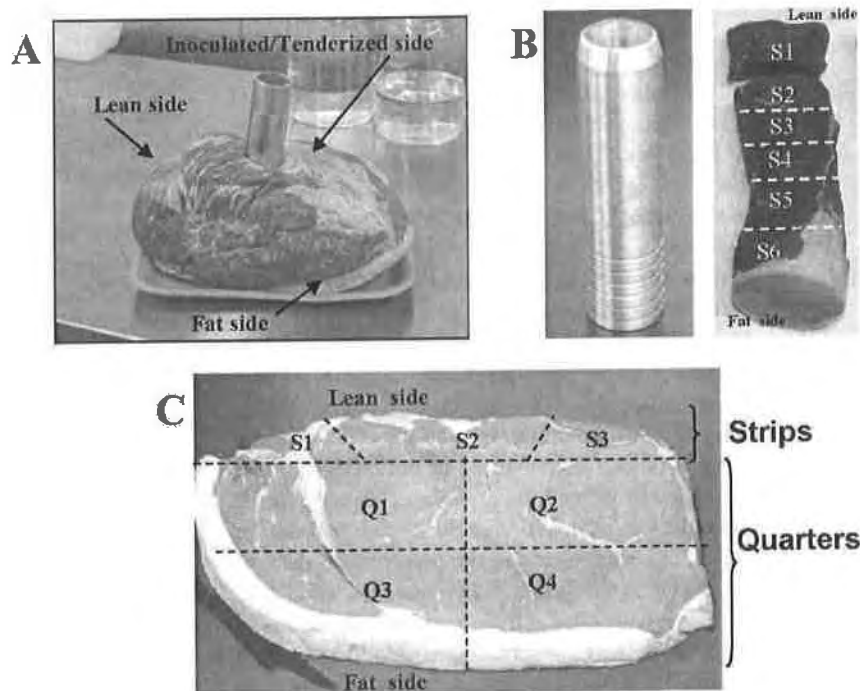 A
Inoculated/Tenderized side
Lean side
Fat side
B
Lean side
S1
S2
S3
S4
S5
S6
Fat side
C
Lean side
S1 S2 S3
Strips
Q1 Q2
Quarters
Q3 Q4
Fat side